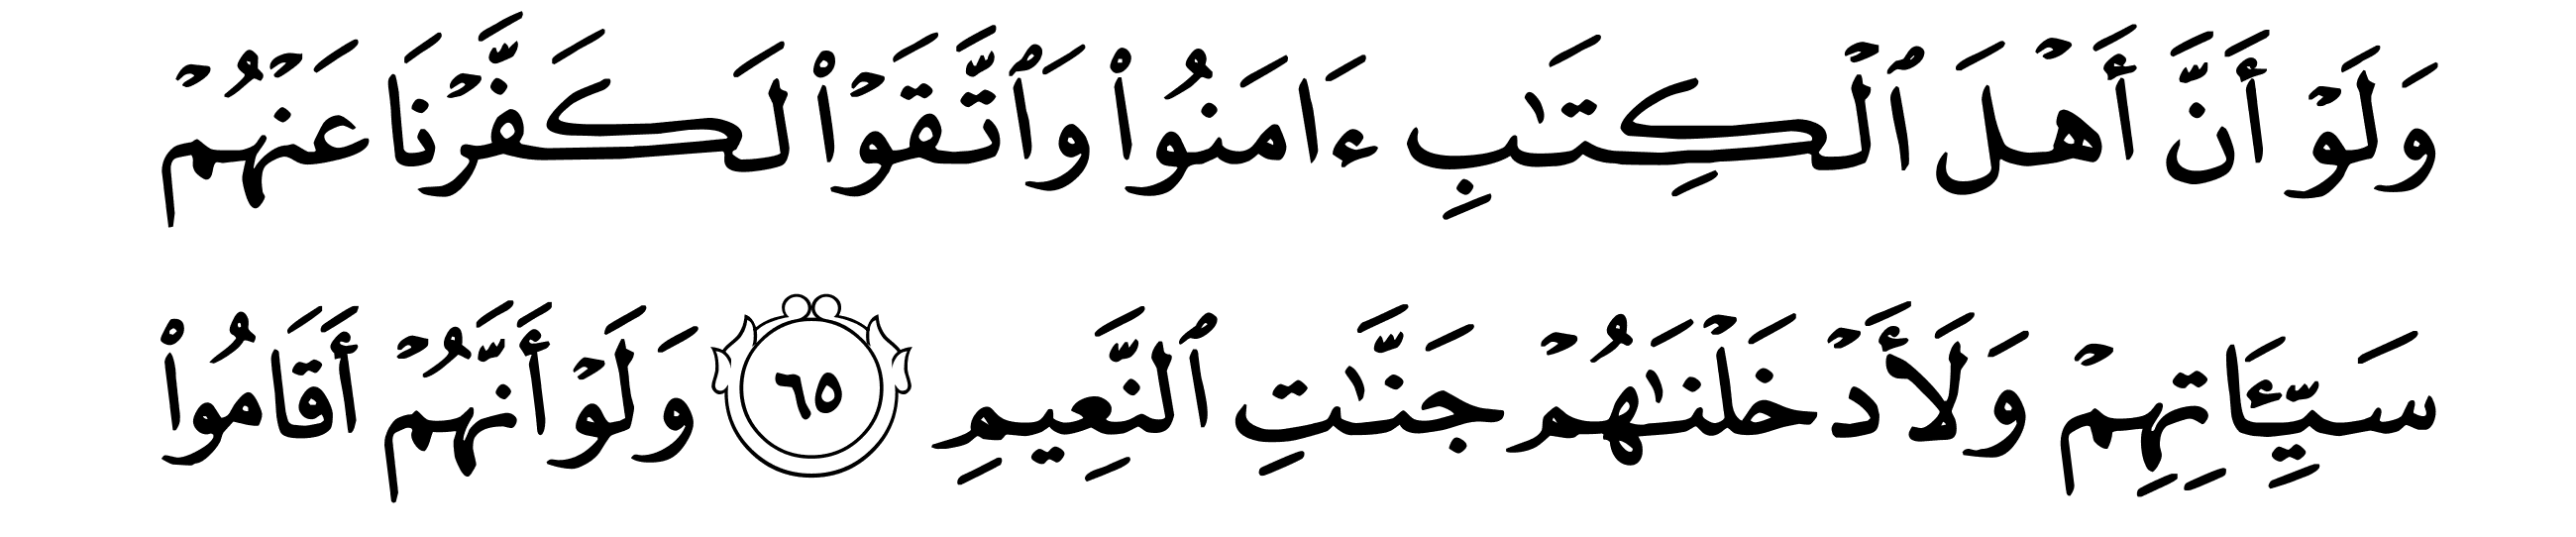 وَلَوۡ أَنَّ أَهۡلَ ٱلۡكِتَٰبِ ءَامَنُواْ وَٱتَّقَوۡاْ لَكَفَّرۡنَا عَنۡهُمۡ
سَيِّـَٔاتِهِمۡ وَلَأَدۡخَلۡنَٰهُمۡ جَنَّٰتِ ٱلنَّعِيمِ ٦٥ وَلَوۡ أَنَّهُمۡ أَقَامُواْ